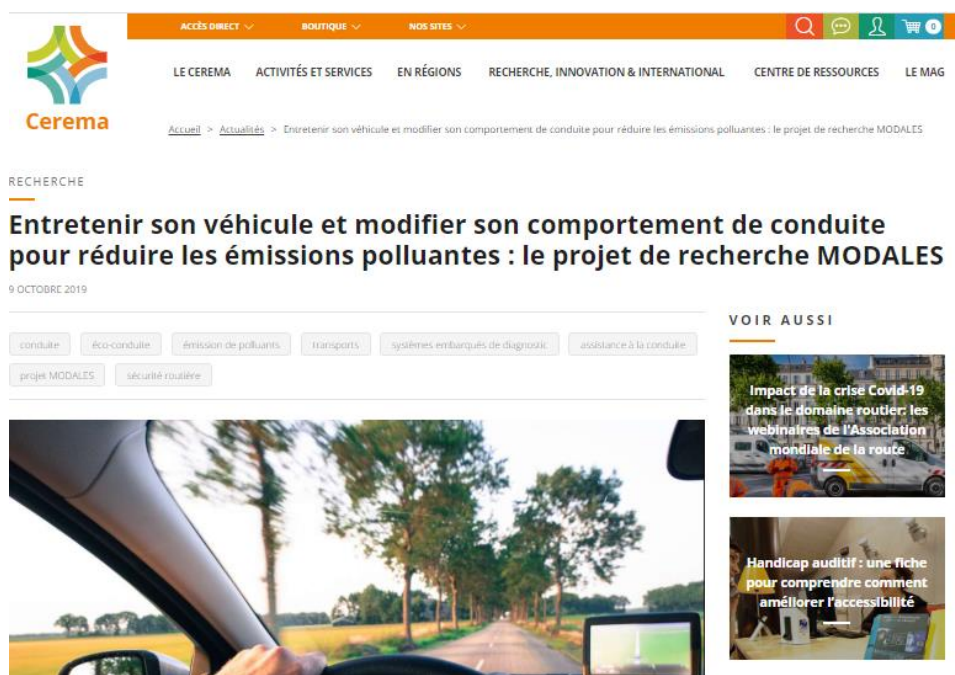 ACCÈS DIRECT
BOUTIQUE
NOS SITES
0
Cerema
LE CEREMA
ACTIVITÉS ET SERVICES
EN RÉGIONS
RECHERCHE, INNOVATION & INTERNATIONAL
CENTRE DE RESSOURCES
LE MAG
Accueil > Actualités > Entretenir son véhicule et modifier son comportement de conduite pour réduire les émissions polluantes : le projet de recherche MODALES
RECHERCHE
Entretenir son véhicule et modifier son comportement de conduite
pour réduire les émissions polluantes : le projet de recherche MODALES
9 OCTOBRE 2019
conduite
éco-conduite
émission de polluants
transports
systèmes embarqués de diagnostic
assistance à la conduite
projet MODALES
sécurité routière
VOIR AUSSI
Impact de la crise Covid-19
dans le domaine routier: les
webinaires de l'Association
mondiale de la route
Handicap auditif : une fiche
pour comprendre comment
améliorer l'accessibilité